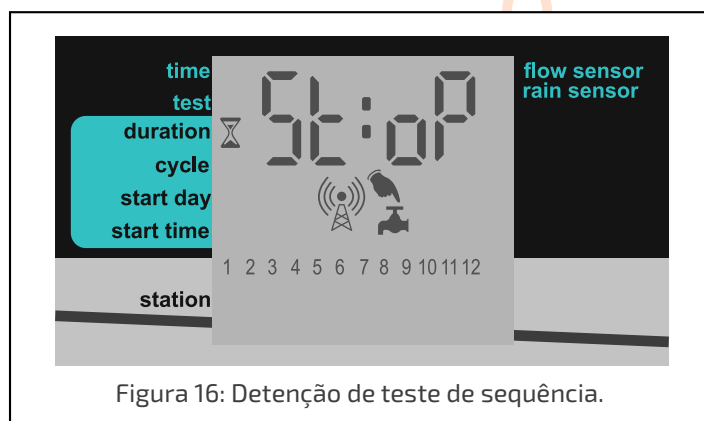 time
test
duration
cycle
start day
start time
St:oP
flow sensor
rain sensor
1 2 3 4 5 6 7 8 9 10 11 12
station
Figura 16: Detenção de teste de sequência.